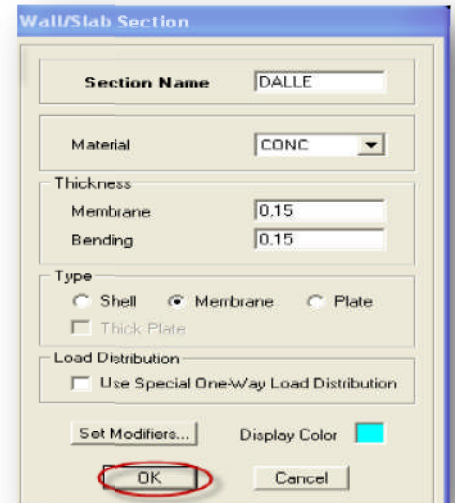 Wall/Slab Section
Section Name DALLE
Material CONC
Thickness
Membrane 0,15
Bending 0.15
Type
Shell Membrane Plate
Thick Plate
Load Distribution
Use Special One-Way Load Distribution
Set Modifiers... Display Color
OK Cancel